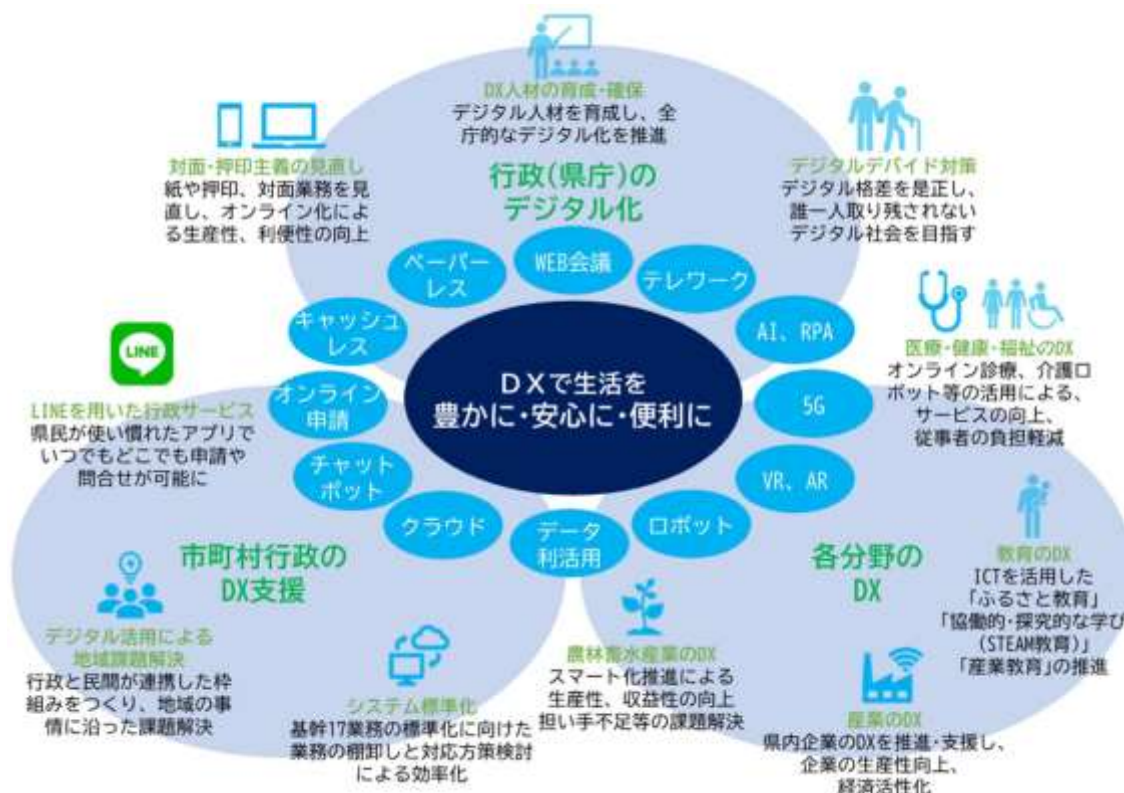 DX人材の育成・確保
デジタル人材を育成し、全
庁的なデジタル化を推進
対面・押印主義の見直し
紙や押印、対面業務を見
直し、オンライン化によ
る生産性、利便性の向上
行政(県庁)の
デジタル化
デジタルデバイド対策
デジタル格差を是正し、
誰一人取り残されない
デジタル社会を目指す
ペーパー
レス
WEB会議
テレワーク
キャッシュ
レス
AI、RPA
オンライン
申請
5G
チャット
ボット
VR、AR
クラウド
データ
利活用
ロボット
DXで生活を
豊かに・安心に・便利に
LINE
LINEを用いた行政サービス
県民が使い慣れたアプリで
いつでもどこでも申請や
問合せが可能に
医療・健康・福祉のDX
オンライン診療、介護ロ
ボット等の活用による、
サービスの向上、
従事者の負担軽減
市町村行政の
DX支援
デジタル活用による
地域課題解決
行政と民間が連携した枠
組みをつくり、地域の事
情に沿った課題解決
システム標準化
基幹17業務の標準化に向けた
業務の棚卸しと対応方策検討
による効率化
各分野の
DX
農林畜水産業のDX
スマート化推進による
生産性、収益性の向上
担い手不足等の課題解決
教育のDX
ICTを活用した
「ふるさと教育」
「協働的・探究的な学び
(STEAM教育)」
「産業教育」の推進
産業のDX
県内企業のDXを推進・支援し、
企業の生産性向上、
経済活性化